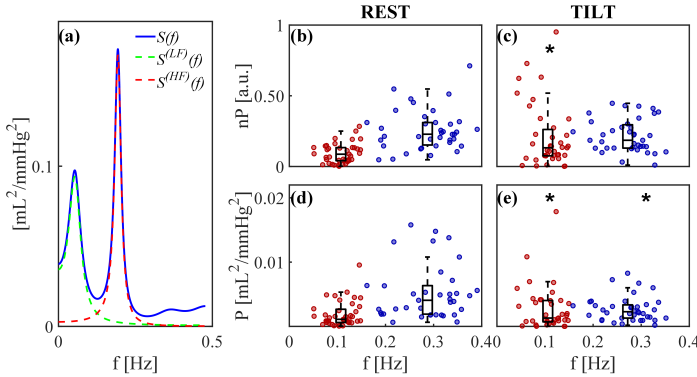 REST TILT
(a) S(f)
S^(LF)(f)
S^(HF)(f)
[mL²/mmHg²]
0.1
0
0 0.5
f [Hz]
(b) (c) *
nP [a.u.]
1
0.50
0
(d) (e) * *
P [mL²/mmHg²]
0.02
0.01
0
0 0.1 0.2 0.3 0.4 0 0.1 0.2 0.3 0.4
f [Hz] f [Hz]